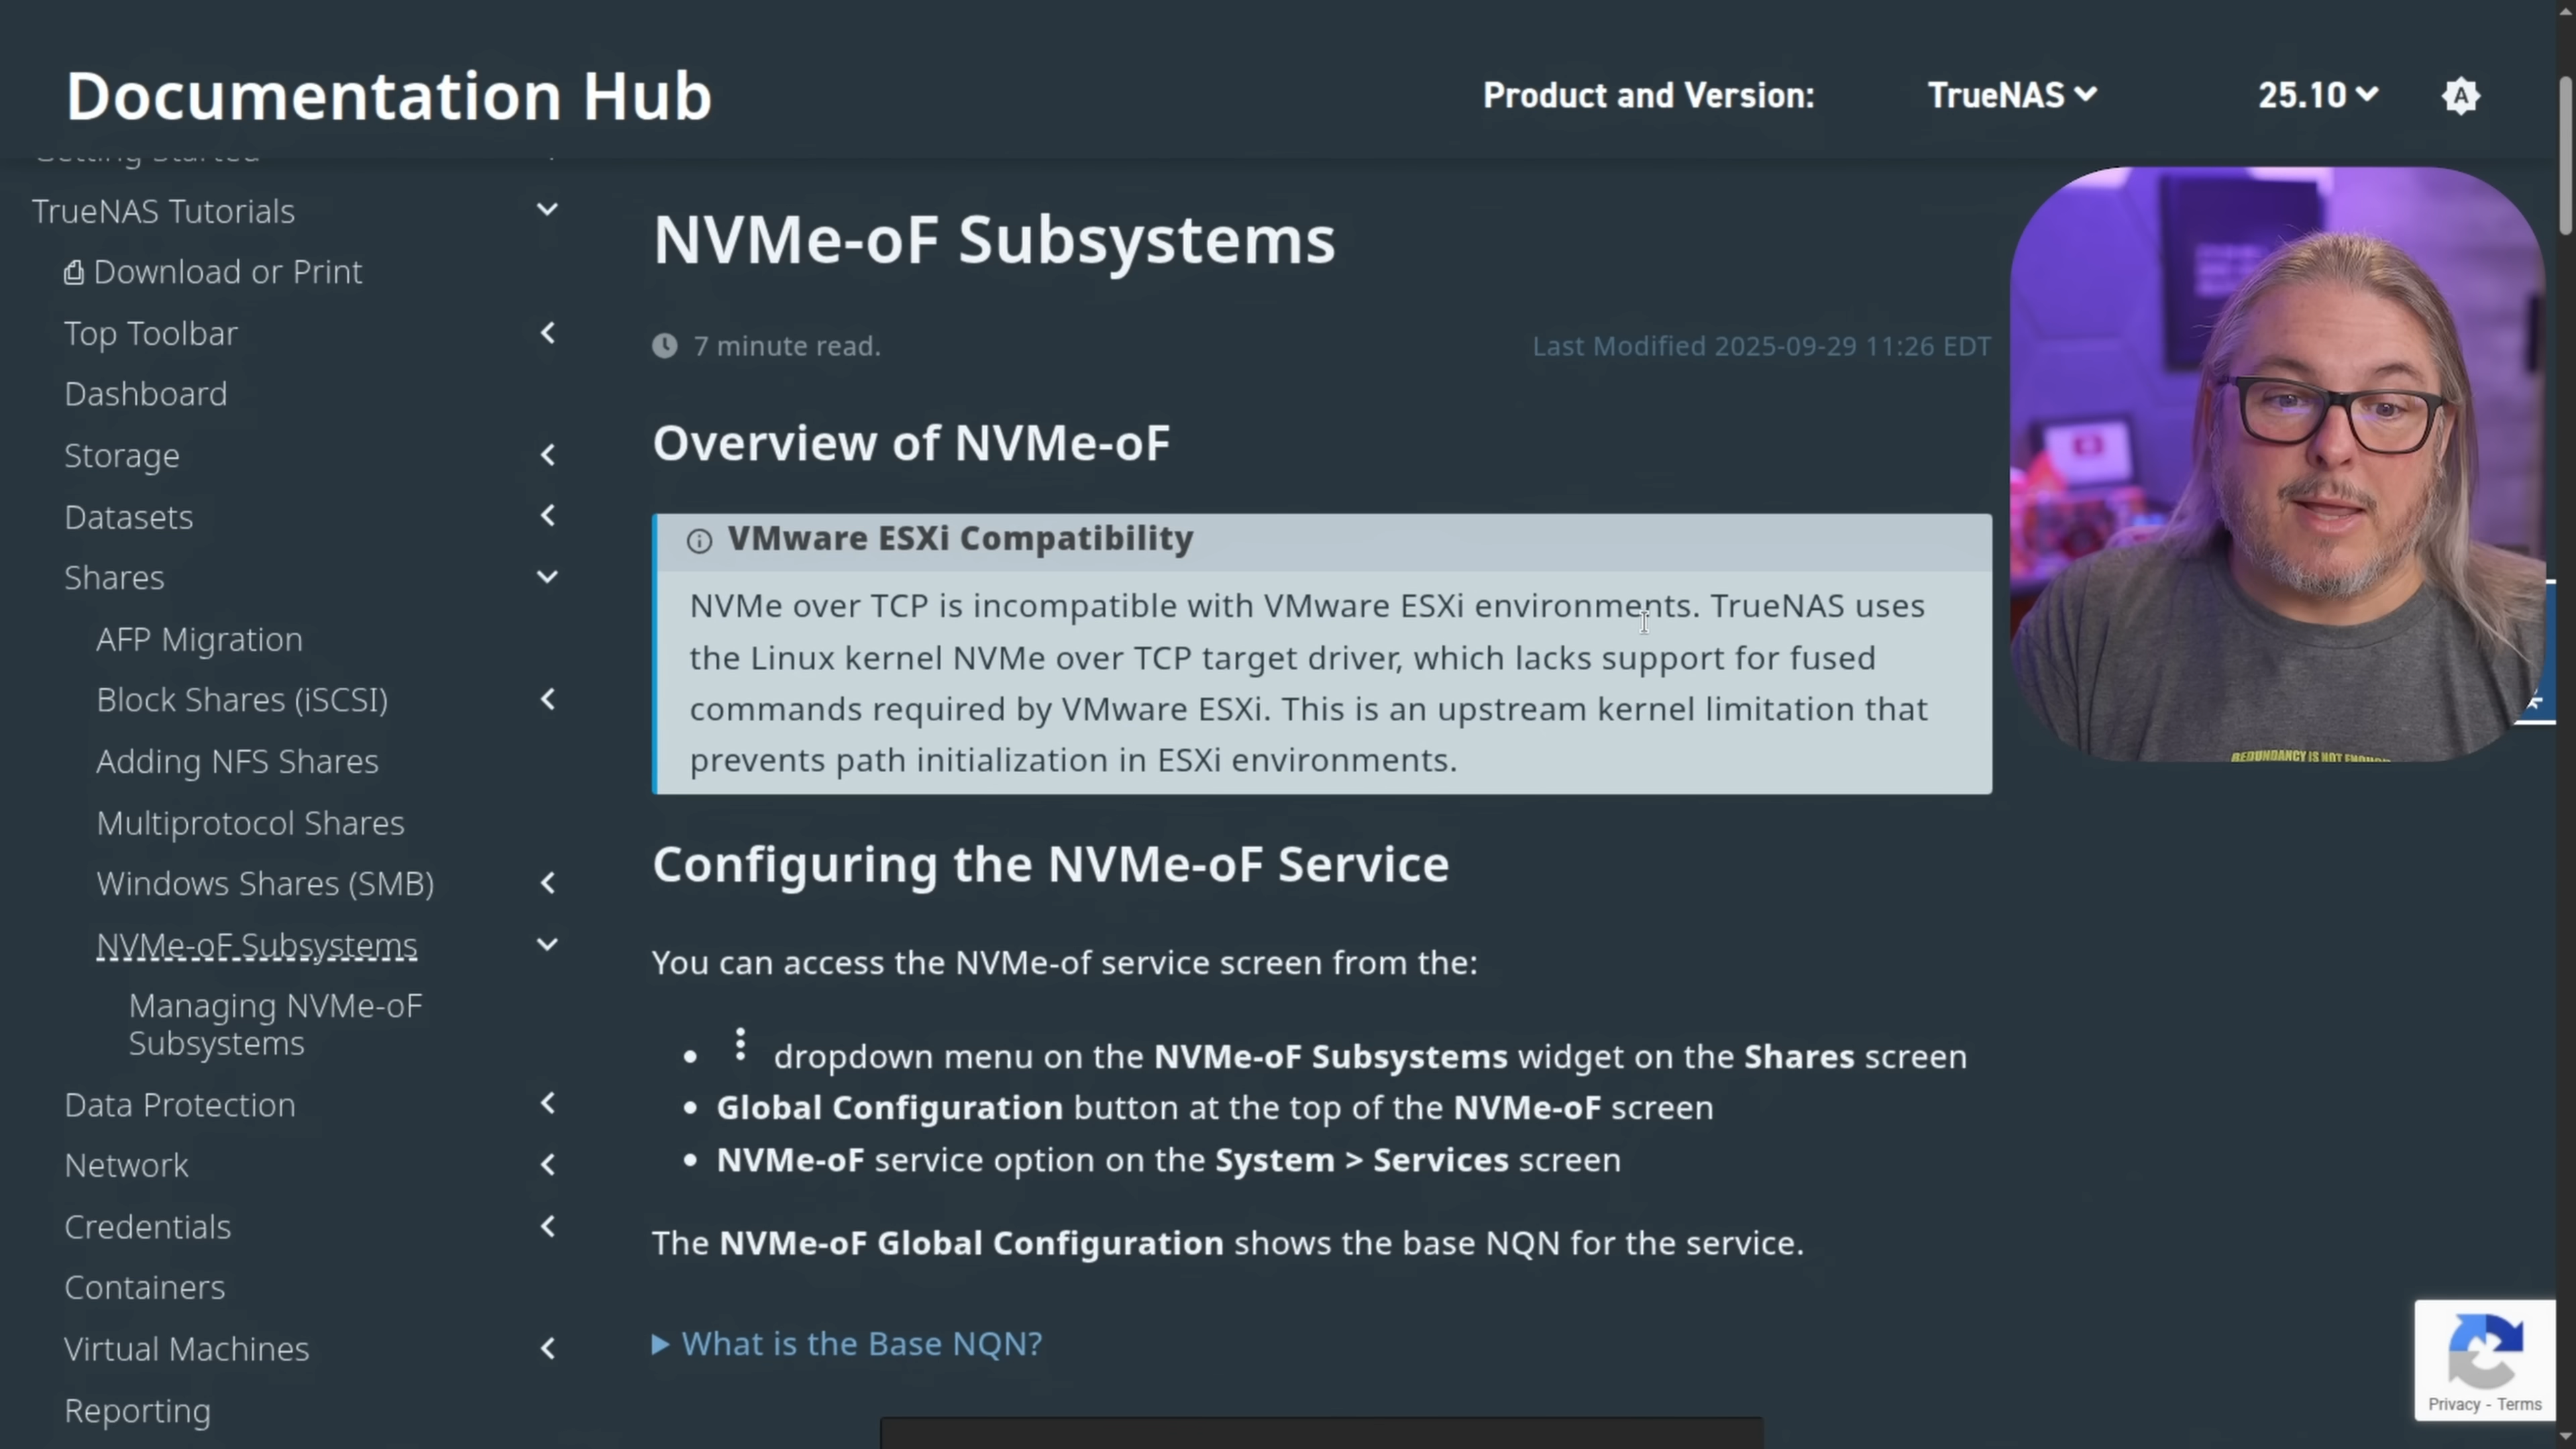 Documentation Hub
Product and Version:
TrueNAS
25.10
Getting Started
TrueNAS Tutorials
Download or Print
Top Toolbar
Dashboard
Storage
Datasets
Shares
AFP Migration
Block Shares (iSCSI)
Adding NFS Shares
Multiprotocol Shares
Windows Shares (SMB)
NVMe-oF Subsystems
Managing NVMe-oF
Subsystems
Data Protection
Network
Credentials
Containers
Virtual Machines
Reporting
NVMe-oF Subsystems
7 minute read.
Last Modified 2025-09-29 11:26 EDT
Overview of NVMe-oF
VMware ESXi Compatibility
NVMe over TCP is incompatible with VMware ESXi environments. TrueNAS uses
the Linux kernel NVMe over TCP target driver, which lacks support for fused
commands required by VMware ESXi. This is an upstream kernel limitation that
prevents path initialization in ESXi environments.
Configuring the NVMe-oF Service
You can access the NVMe-of service screen from the:
dropdown menu on the NVMe-oF Subsystems widget on the Shares screen
Global Configuration button at the top of the NVMe-oF screen
NVMe-oF service option on the System > Services screen
The NVMe-oF Global Configuration shows the base NQN for the service.
What is the Base NQN?
REDUNDANCY IS NOT
Privacy - Terms